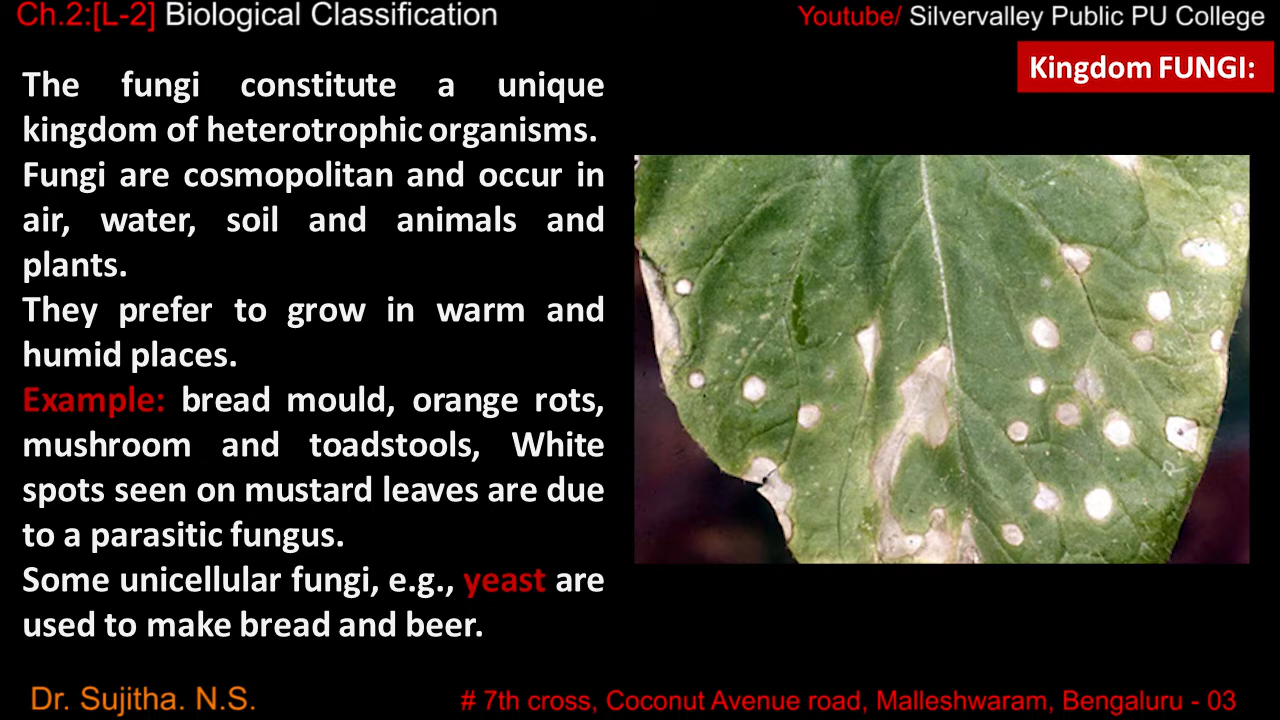 Ch.2:[L-2] Biological Classification
Youtube/ Silvervalley Public PU College
Kingdom FUNGI:
The fungi constitute a unique
kingdom of heterotrophic organisms.
Fungi are cosmopolitan and occur in
air, water, soil and animals and
plants.
They prefer to grow in warm and
humid places.
Example: bread mould, orange rots,
mushroom and toadstools, White
spots seen on mustard leaves are due
to a parasitic fungus.
Some unicellular fungi, e.g., yeast are
used to make bread and beer.
Dr. Sujitha. N.S.
# 7th cross, Coconut Avenue road, Malleshwaram, Bengaluru - 03